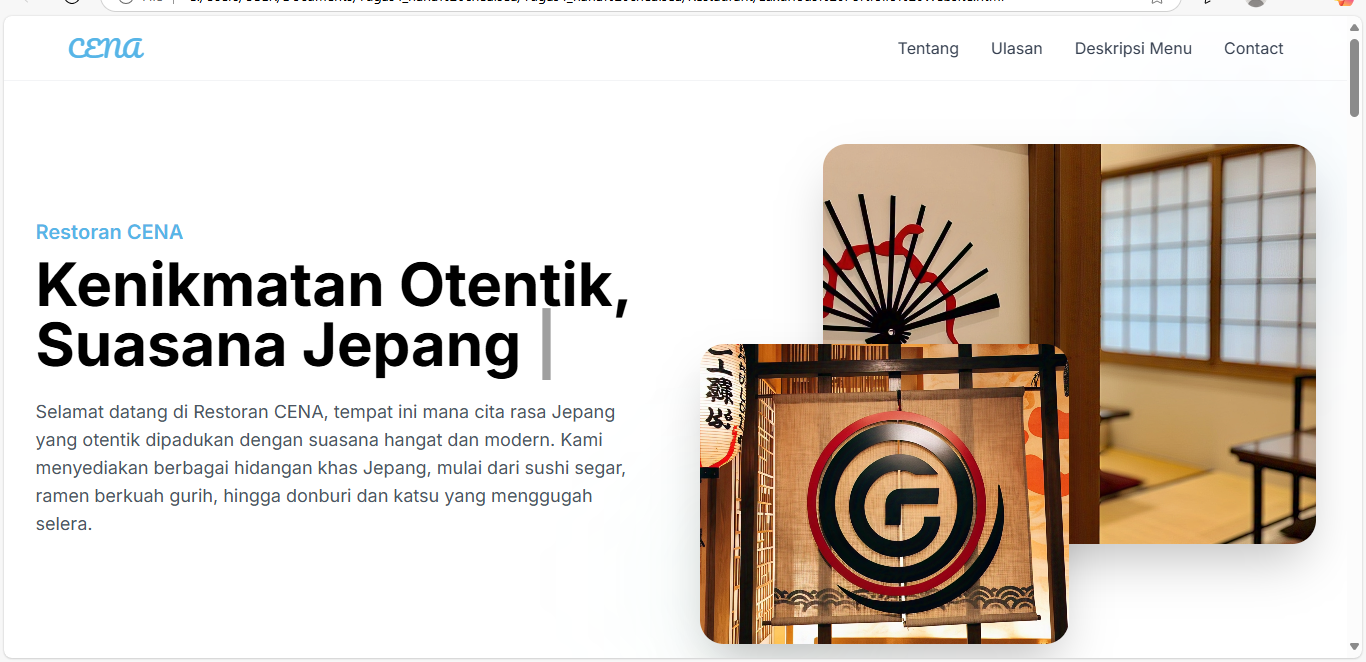 CENA
Tentang Ulasan Deskripsi Menu Contact
Restoran CENA
Kenikmatan Otentik,
Suasana Jepang
Selamat datang di Restoran CENA, tempat ini mana cita rasa Jepang
yang otentik dipadukan dengan suasana hangat dan modern. Kami
menyediakan berbagai hidangan khas Jepang, mulai dari sushi segar,
ramen berkuah gurih, hingga donburi dan katsu yang menggugah
selera.